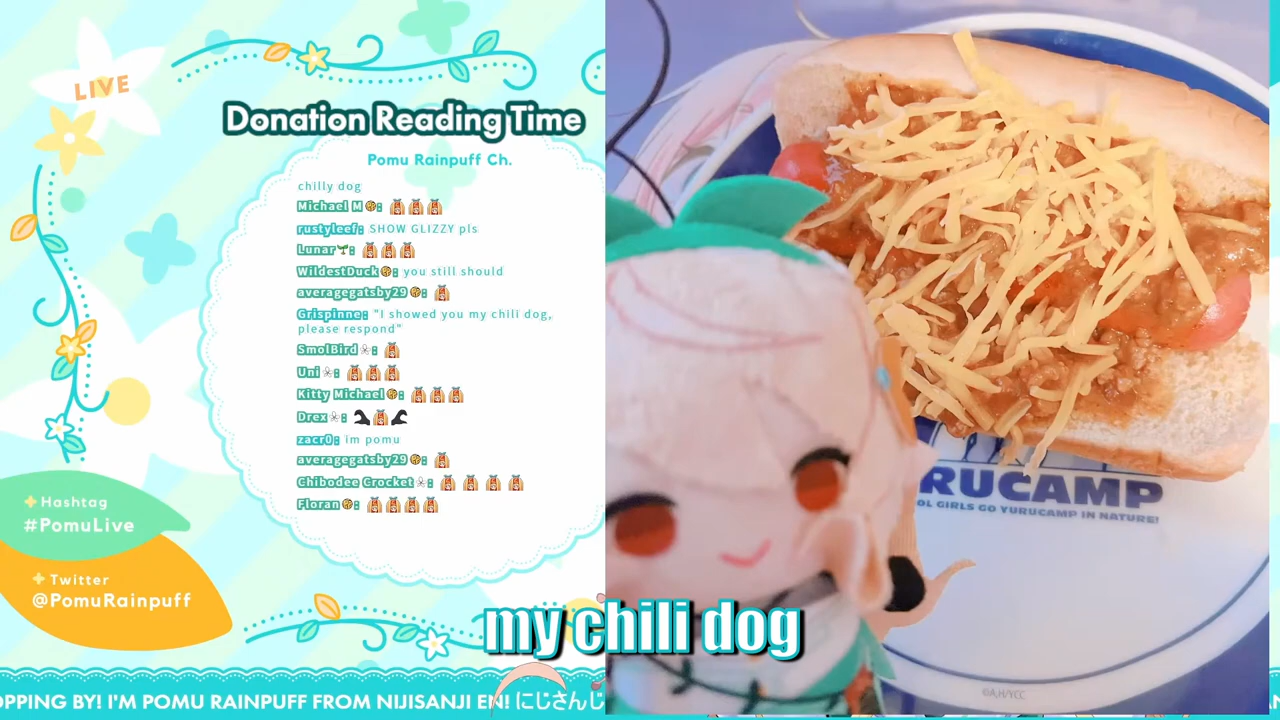 LIVE
Donation Reading Time
Pomu Rainpuff Ch.
chilly dog
Michael M:
rustyleef: SHOW GLIZZY pls
Lunar:
WildestDuck: you still should
averagegatsby29:
Grispinne: "I showed you my chili dog,
please respond"
SmolBird:
Uni:
Kitty Michael:
Drex:
zacr0: im pomu
averagegatsby29:
Chibodee Crocket:
Floran:
Hashtag
#PomuLive
Twitter
@PomuRainpuff
RUCAMP
OL GIRLS GO YURUCAMP IN NATURE!
©A,H/YCC
my chili dog
OPPING BY! I'M POMU RAINPUFF FROM NIJISANJI EN! にじさんじ